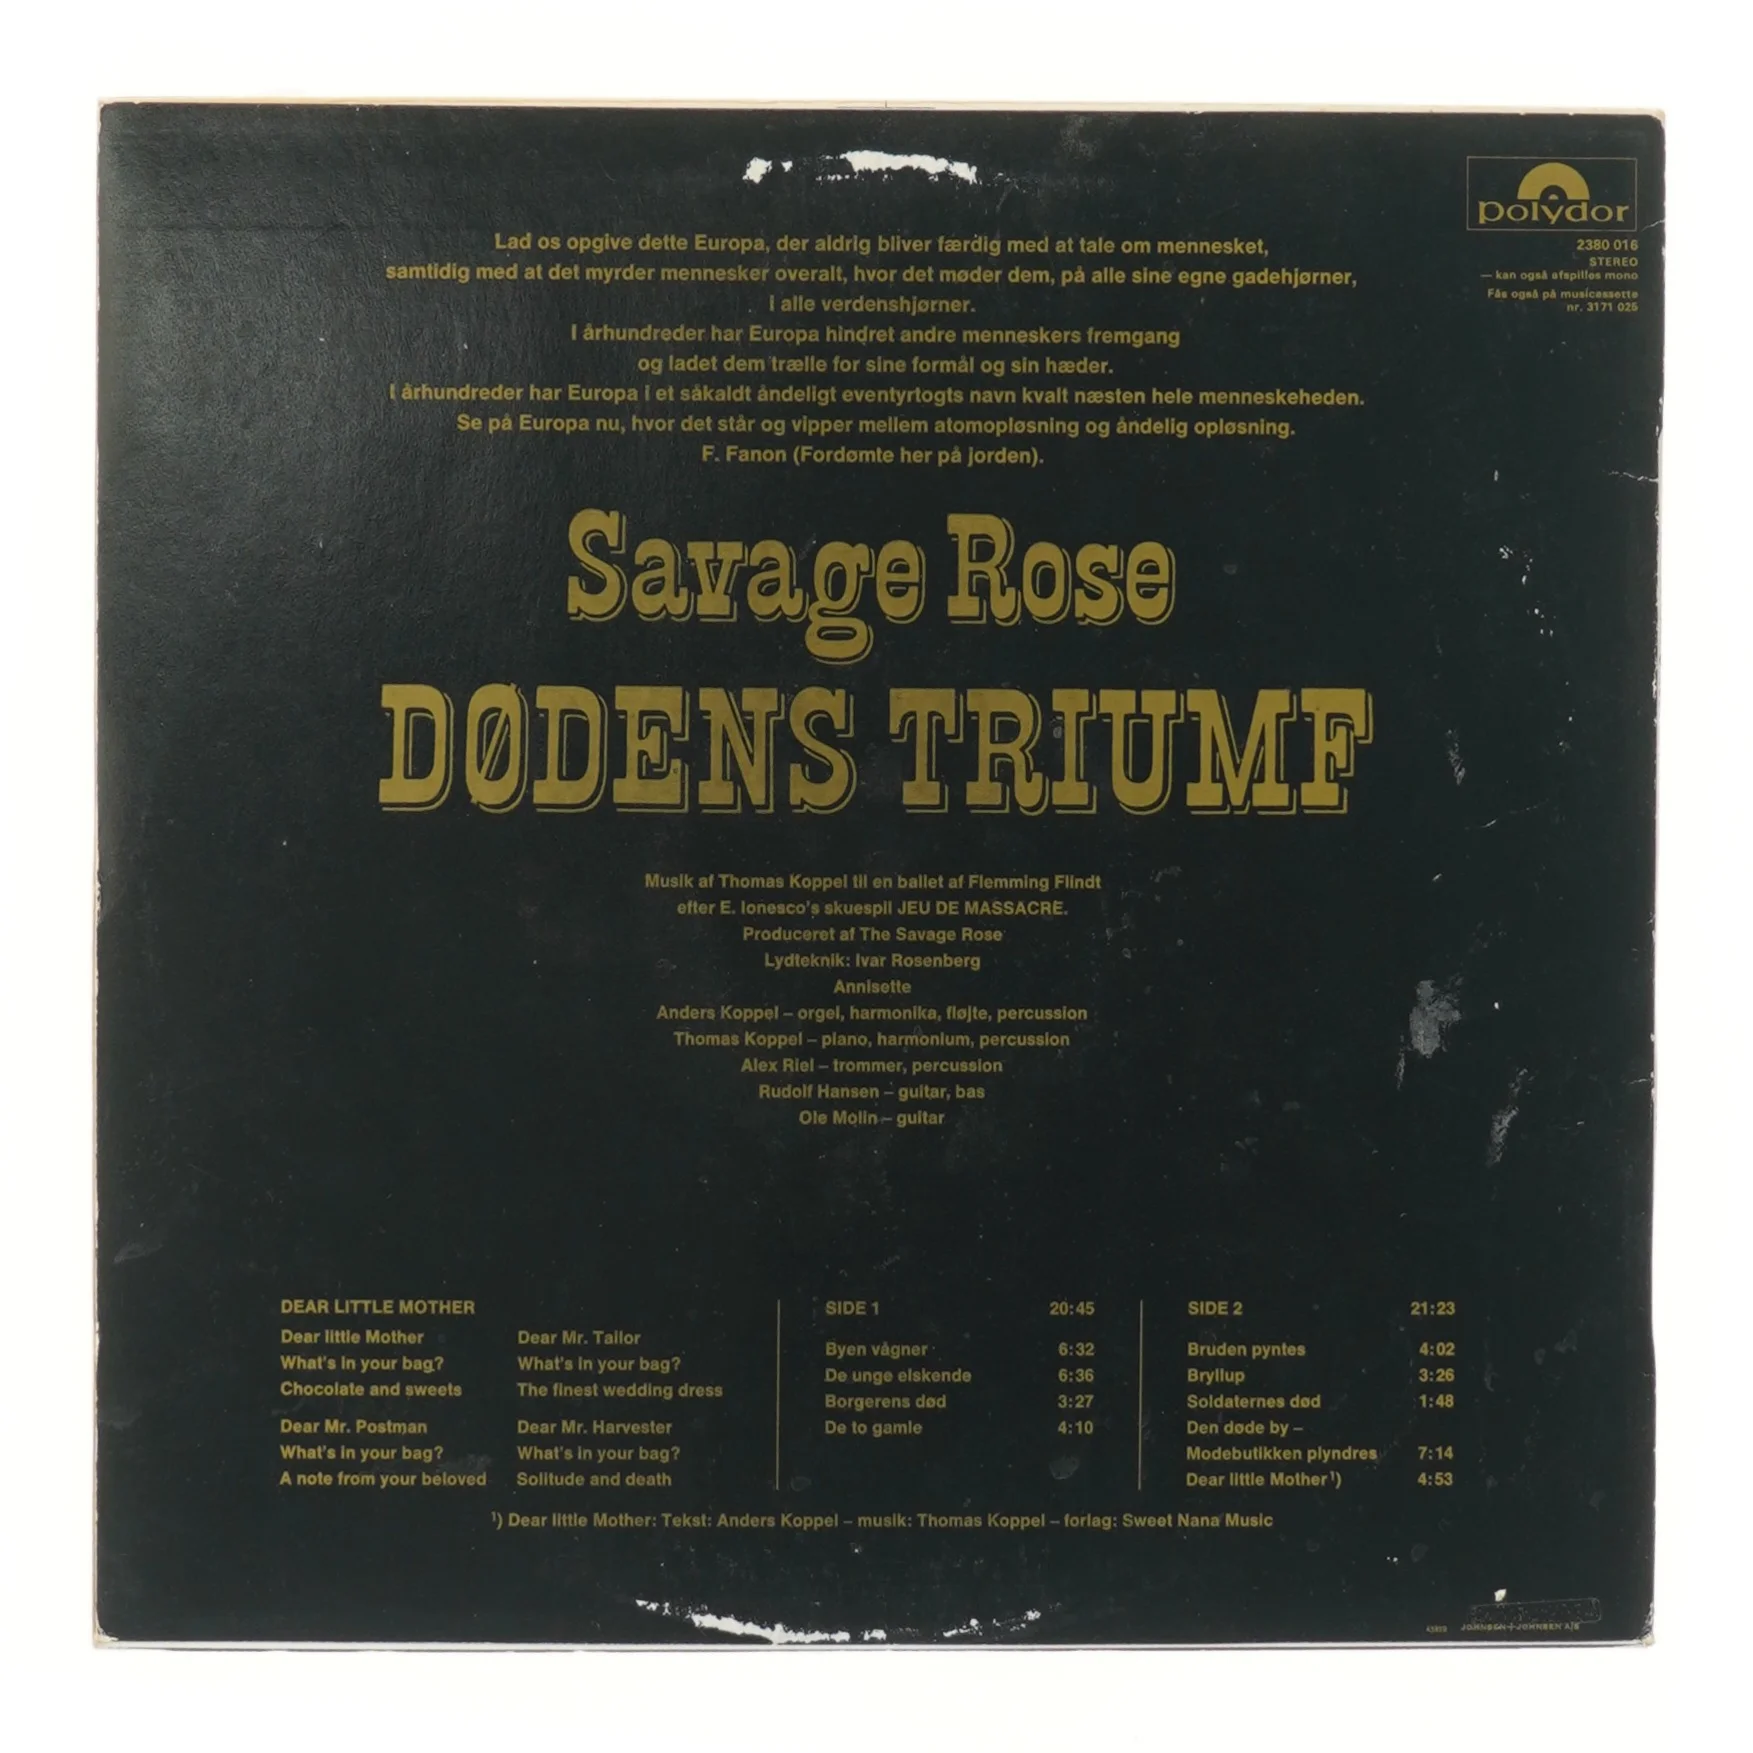 polydor
2380 016
STEREO
— kan også afspilles mono
Fås også på musicassette
nr. 3171 025
Lad os opgive dette Europa, der aldrig bliver færdig med at tale om mennesket,
samtidig med at det myrder mennesker overalt, hvor det møder dem, på alle sine egne gadehjørner,
i alle verdenshjørner.
I århundreder har Europa hindret andre menneskers fremgang
og ladet dem trælle for sine formål og sin hæder.
I århundreder har Europa i et såkaldt åndeligt eventyrtogts navn kvalt næsten hele menneskeheden.
Se på Europa nu, hvor det står og vipper mellem atomopløsning og åndelig opløsning.
F. Fanon (Fordømte her på jorden).
Savage Rose
DØDENS TRIUMF
Musik af Thomas Koppel til en ballet af Flemming Flindt
efter E. Ionesco's skuespil JEU DE MASSACRE.
Produceret af The Savage Rose
Lydteknik: Ivar Rosenberg
Annisette
Anders Koppel – orgel, harmonika, fløjte, percussion
Thomas Koppel – piano, harmonium, percussion
Alex Riel – trommer, percussion
Rudolf Hansen – guitar, bas
Ole Molin – guitar
DEAR LITTLE MOTHER
Dear little Mother
What's in your bag?
Chocolate and sweets
Dear Mr. Postman
What's in your bag?
A note from your beloved
Dear Mr. Tailor
What's in your bag?
The finest wedding dress
Dear Mr. Harvester
What's in your bag?
Solitude and death
SIDE 1 20:45
Byen vågner 6:32
De unge elskende 6:36
Borgerens død 3:27
De to gamle 4:10
SIDE 2 21:23
Bruden pyntes 4:02
Bryllup 3:26
Soldaternes død 1:48
Den døde by –
Modebutikken plyndres 7:14
Dear little Mother¹) 4:53
¹) Dear little Mother: Tekst: Anders Koppel – musik: Thomas Koppel – forlag: Sweet Nana Music
JOHNSEN+JOHNSEN A/S